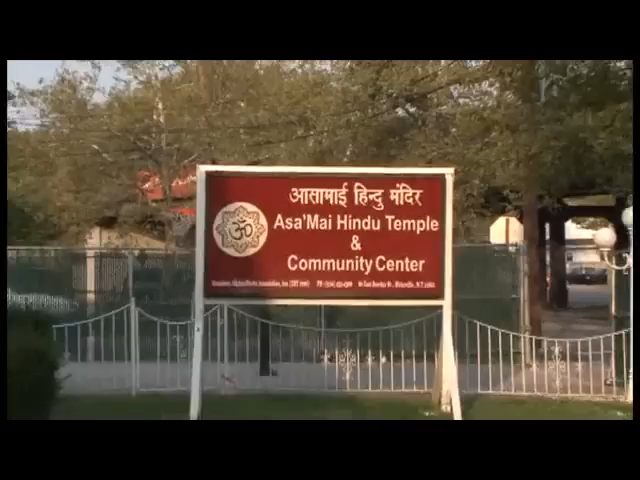 आसामाई हिन्दु मंदिर
ॐ
Asa'Mai Hindu Temple
&
Community Center